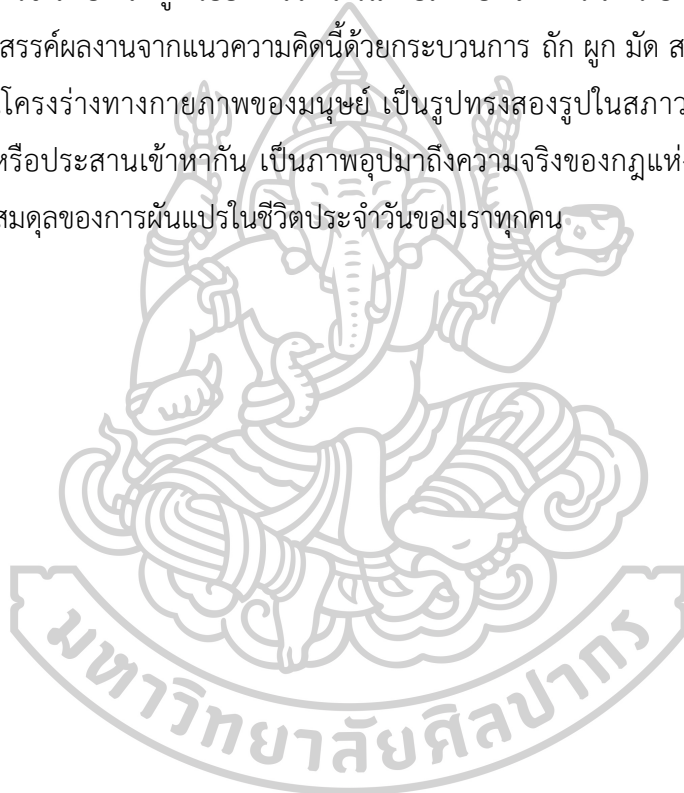 สรรค์ผลงานจากแนวความคิดนี้ด้วยกระบวนการ ถัก ผูก มัด ส
โครงร่างทางกายภาพของมนุษย์ เป็นรูปทรงสองรูปในสภาว
หรือประสานเข้าหากัน เป็นภาพอุปมาถึงความจริงของกฎแห่
สมดุลของการผันแปรในชีวิตประจำวันของเราทุกคน
มหาวิทยาลัยศิลปากร